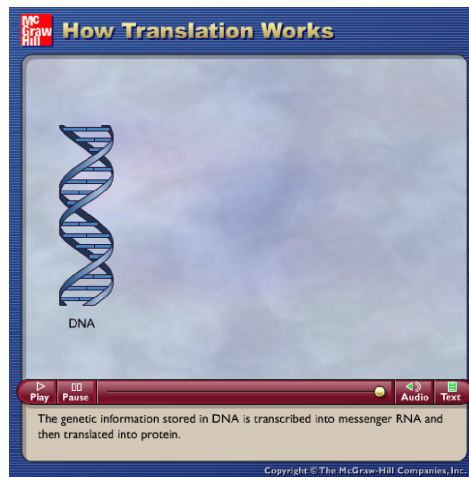 Mc
Graw
Hill
How Translation Works
DNA
Play
Pause
Audio
Text
The genetic information stored in DNA is transcribed into messenger RNA and
then translated into protein.
Copyright © The McGraw-Hill Companies, Inc.